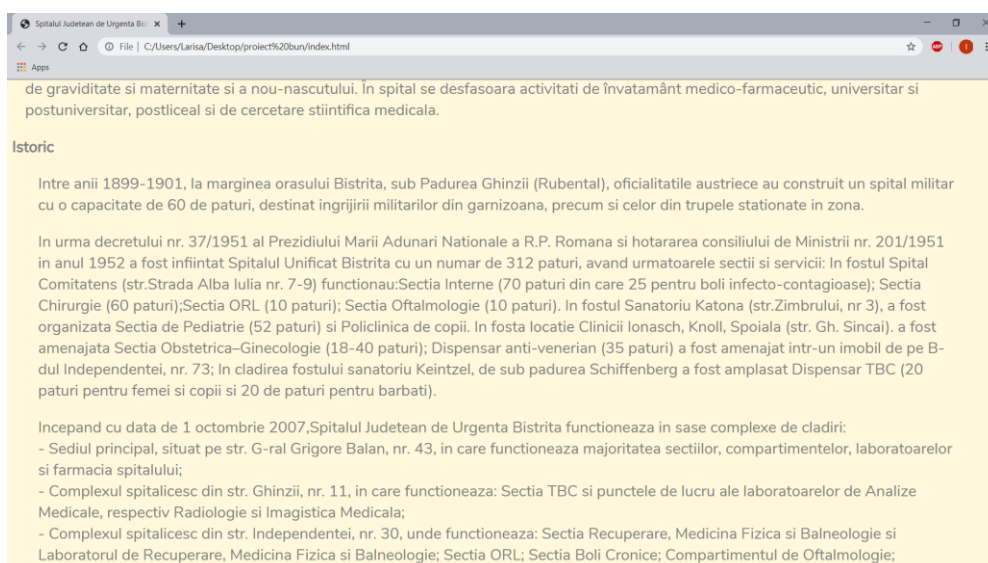 Spitalul Judetean de Urgenta Bis
File | C:/Users/Larisa/Desktop/proiect%20bun/index.html
Apps
de graviditate si maternitate si a nou-nascutului. În spital se desfasoara activitati de învatamânt medico-farmaceutic, universitar si
postuniversitar, postliceal si de cercetare stiintifica medicala.
Istoric
Intre anii 1899-1901, la marginea orasului Bistrita, sub Padurea Ghinzii (Rubental), oficialitatile austriece au construit un spital militar
cu o capacitate de 60 de paturi, destinat ingrijirii militarilor din garnizoana, precum si celor din trupele stationate in zona.
In urma decretului nr. 37/1951 al Prezidiului Marii Adunari Nationale a R.P. Romana si hotararea consiliului de Ministrii nr. 201/1951
in anul 1952 a fost infiintat Spitalul Unificat Bistrita cu un numar de 312 paturi, avand urmatoarele sectii si servicii: In fostul Spital
Comitatens (str.Strada Alba Iulia nr. 7-9) functionau:Sectia Interne (70 paturi din care 25 pentru boli infecto-contagioase); Sectia
Chirurgie (60 paturi);Sectia ORL (10 paturi); Sectia Oftalmologie (10 paturi). In fostul Sanatoriu Katona (str.Zimbrului, nr 3), a fost
organizata Sectia de Pediatrie (52 paturi) si Policlinica de copii. In fosta locatie Clinicii Ionasch, Knoll, Spoiala (str. Gh. Sincai). a fost
amenajata Sectia Obstetrica–Ginecologie (18-40 paturi); Dispensar anti-venerian (35 paturi) a fost amenajat intr-un imobil de pe B-
dul Independentei, nr. 73; In cladirea fostului sanatoriu Keintzel, de sub padurea Schiffenberg a fost amplasat Dispensar TBC (20
paturi pentru femei si copii si 20 de paturi pentru barbati).
Incepand cu data de 1 octombrie 2007,Spitalul Judetean de Urgenta Bistrita functioneaza in sase complexe de cladiri:
- Sediul principal, situat pe str. G-ral Grigore Balan, nr. 43, in care functioneaza majoritatea sectiilor, compartimentelor, laboratoarelor
si farmacia spitalului;
- Complexul spitalicesc din str. Ghinzii, nr. 11, in care functioneaza: Sectia TBC si punctele de lucru ale laboratoarelor de Analize
Medicale, respectiv Radiologie si Imagistica Medicala;
- Complexul spitalicesc din str. Independentei, nr. 30, unde functioneaza: Sectia Recuperare, Medicina Fizica si Balneologie si
Laboratorul de Recuperare, Medicina Fizica si Balneologie; Sectia ORL; Sectia Boli Cronice; Compartimentul de Oftalmologie;